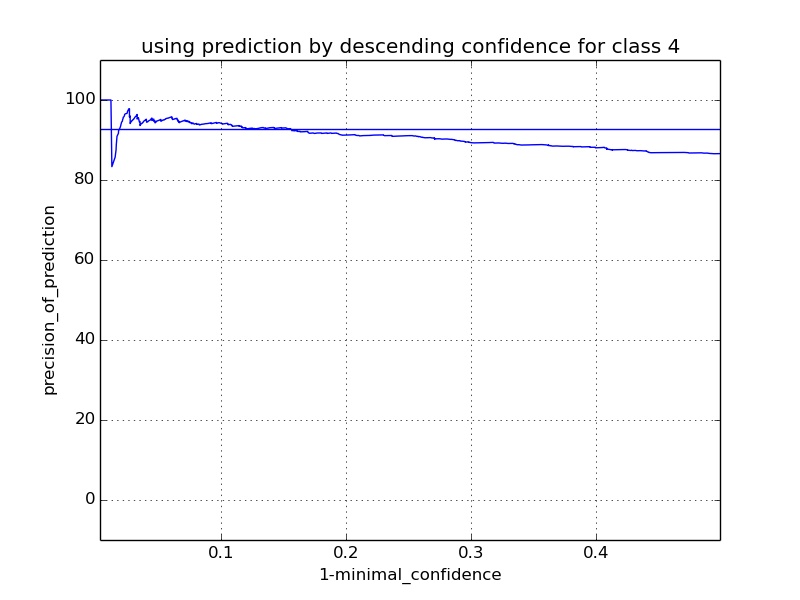 using prediction by descending confidence for class 4
100
80
60
40
20
0
precision_of_prediction
0.1 0.2 0.3 0.4
1-minimal_confidence